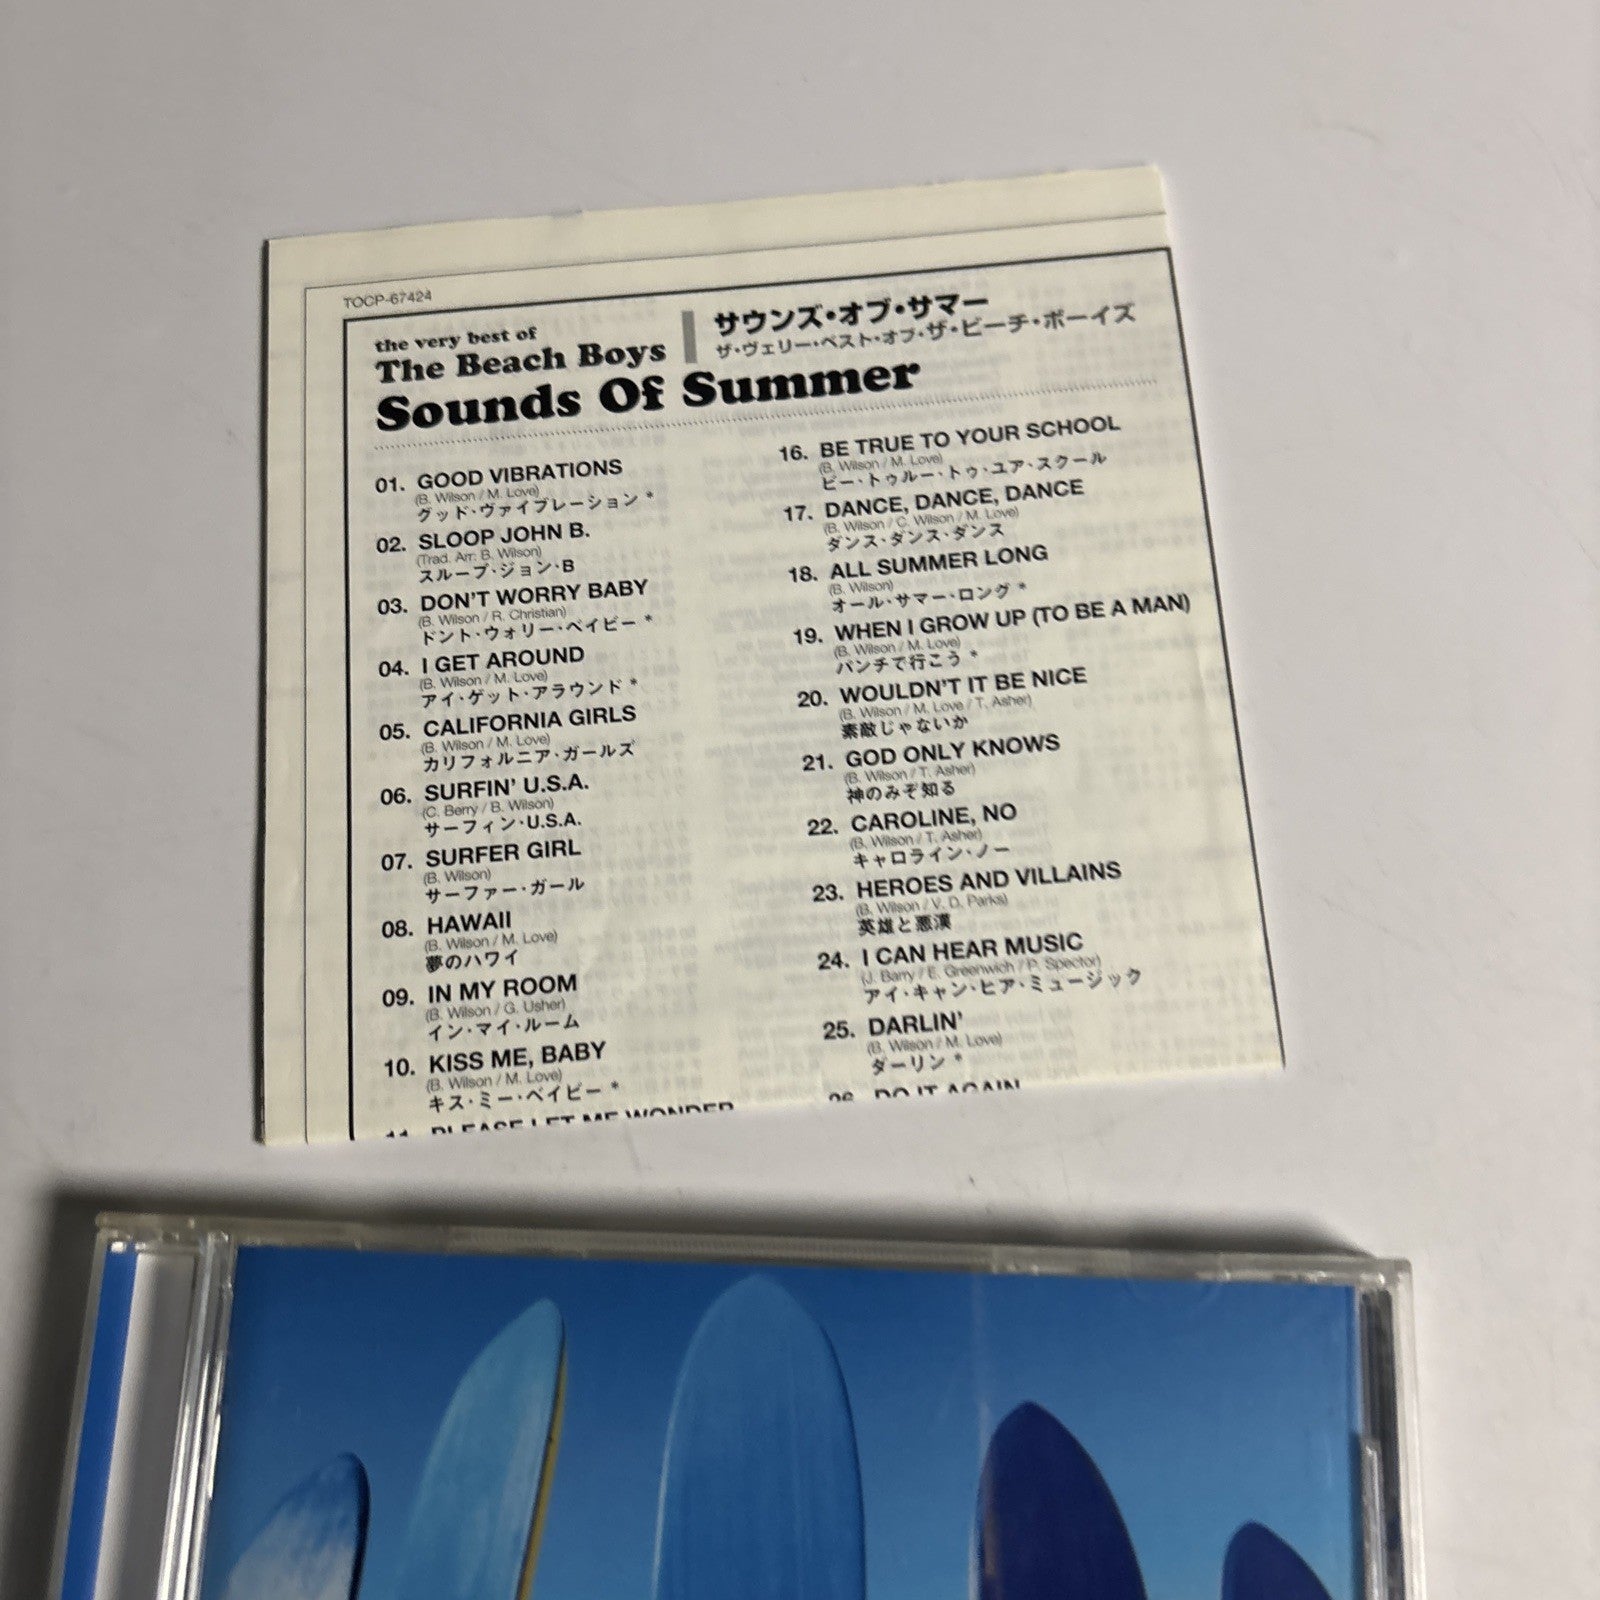 TOCP-67424
the very best of
The Beach Boys
Sounds Of Summer
サウンズ・オブ・サマー
ザ・ヴェリー・ベスト・オブ・ザ・ビーチ・ボーイズ
01. GOOD VIBRATIONS
(B. Wilson / M. Love)
グッド・ヴァイブレーション *
02. SLOOP JOHN B.
(Trad. Arr: B. Wilson)
スループ・ジョン・B
03. DON'T WORRY BABY
(B. Wilson / R. Christian)
ドント・ウォリー・ベイビー *
04. I GET AROUND
(B. Wilson / M. Love)
アイ・ゲット・アラウンド *
05. CALIFORNIA GIRLS
(B. Wilson / M. Love)
カリフォルニア・ガールズ
06. SURFIN' U.S.A.
(C. Berry / B. Wilson)
サーフィン・U.S.A.
07. SURFER GIRL
(B. Wilson)
サーファー・ガール
08. HAWAII
(B. Wilson / M. Love)
夢のハワイ
09. IN MY ROOM
(B. Wilson / G. Usher)
イン・マイ・ルーム
10. KISS ME, BABY
(B. Wilson / M. Love)
キス・ミー・ベイビー *
11. PLEASE LET ME WONDER
16. BE TRUE TO YOUR SCHOOL
(B. Wilson / M. Love)
ビー・トゥルー・トゥ・ユア・スクール
17. DANCE, DANCE, DANCE
(B. Wilson / C. Wilson / M. Love)
ダンス・ダンス・ダンス
18. ALL SUMMER LONG
(B. Wilson)
オール・サマー・ロング *
19. WHEN I GROW UP (TO BE A MAN)
(B. Wilson / M. Love)
パンチで行こう *
20. WOULDN'T IT BE NICE
(B. Wilson / M. Love / T. Asher)
素敵じゃないか
21. GOD ONLY KNOWS
(B. Wilson / T. Asher)
神のみぞ知る
22. CAROLINE, NO
(B. Wilson / T. Asher)
キャロライン・ノー
23. HEROES AND VILLAINS
(B. Wilson / V. D. Parks)
英雄と悪漢
24. I CAN HEAR MUSIC
(J. Barry / E. Greenwich / P. Spector)
アイ・キャン・ヒア・ミュージック
25. DARLIN'
(B. Wilson / M. Love)
ダーリン *
26. DO IT AGAIN